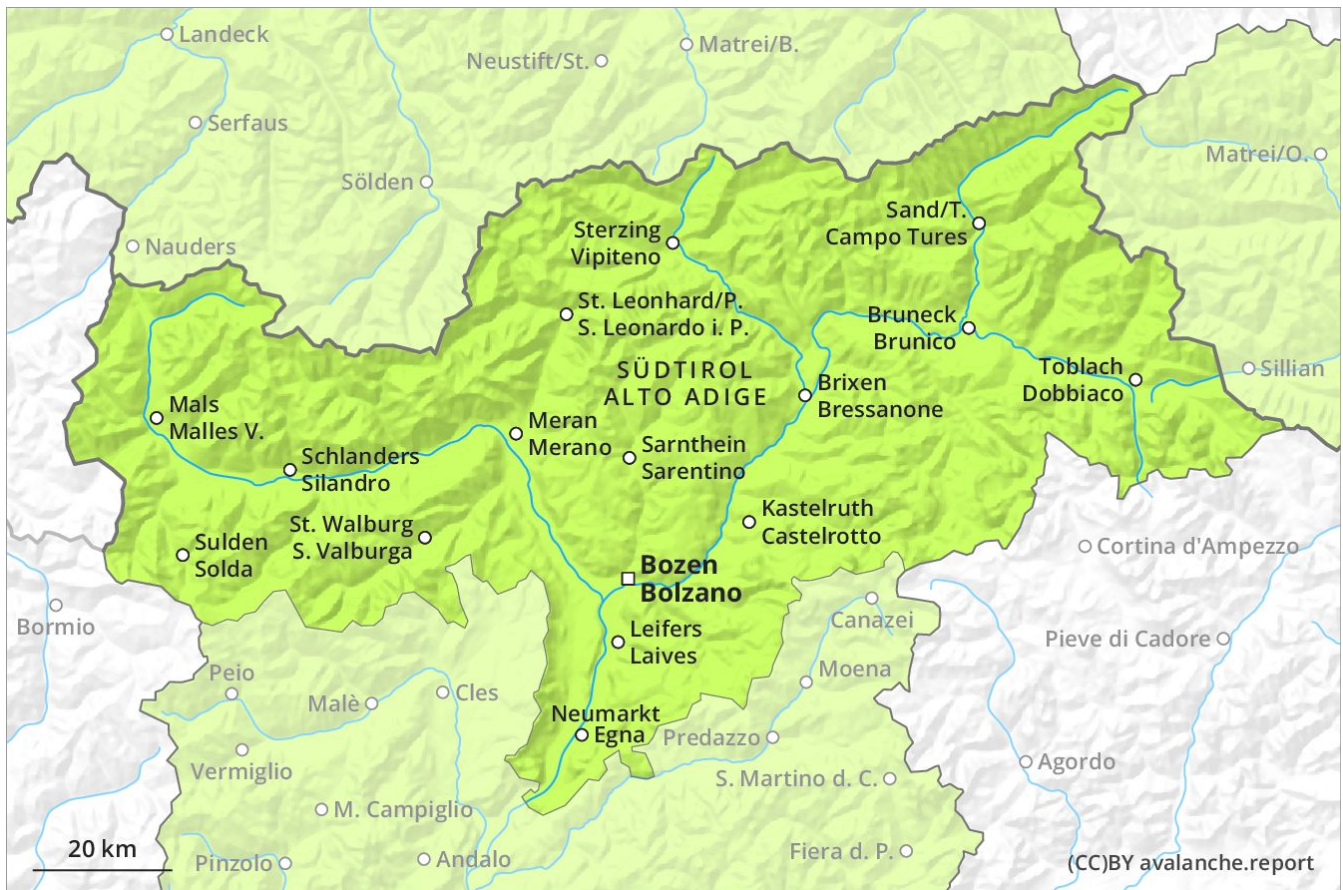 Landeck
Neustift/St.
Matrei/B.
Serfaus
Sölden
Matrei/O.
Nauders
Sterzing
Vipiteno
Sand/T.
Campo Tures
St. Leonhard/P.
S. Leonardo i. P.
Bruneck
Brunico
SÜDTIROL
ALTO ADIGE
Toblach
Dobbiaco
Sillian
Brixen
Bressanone
Mals
Malles V.
Meran
Merano
Sarnthein
Sarentino
Schlanders
Silandro
Kastelruth
Castelrotto
St. Walburg
S. Valburga
Sulden
Solda
Cortina d'Ampezzo
Bozen
Bolzano
Bormio
Canazei
Leifers
Laives
Pieve di Cadore
Peio
Moena
Malè
Cles
Neumarkt
Egna
Predazzo
Vermiglio
Agordo
S. Martino d. C.
M. Campiglio
20 km
Pinzolo
Andalo
Fiera d. P.
(CC)BY avalanche.report